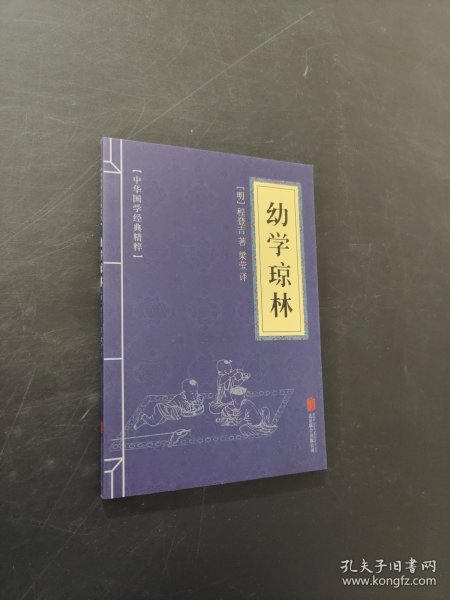 幼学琼林
[明]程登吉 著 梁莹 译
【中华国学经典精粹】
孔夫子旧书网
www.kongfz.com